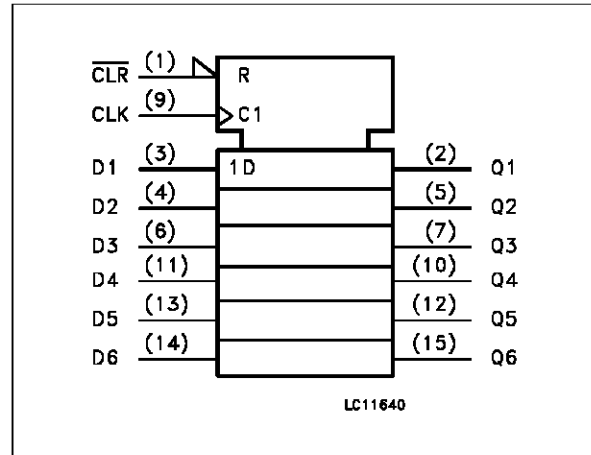 C̅L̅R̅ (1) R
CLK (9) C1
D1 (3) 1D (2) Q1
D2 (4) (5) Q2
D3 (6) (7) Q3
D4 (11) (10) Q4
D5 (13) (12) Q5
D6 (14) (15) Q6
LC11640